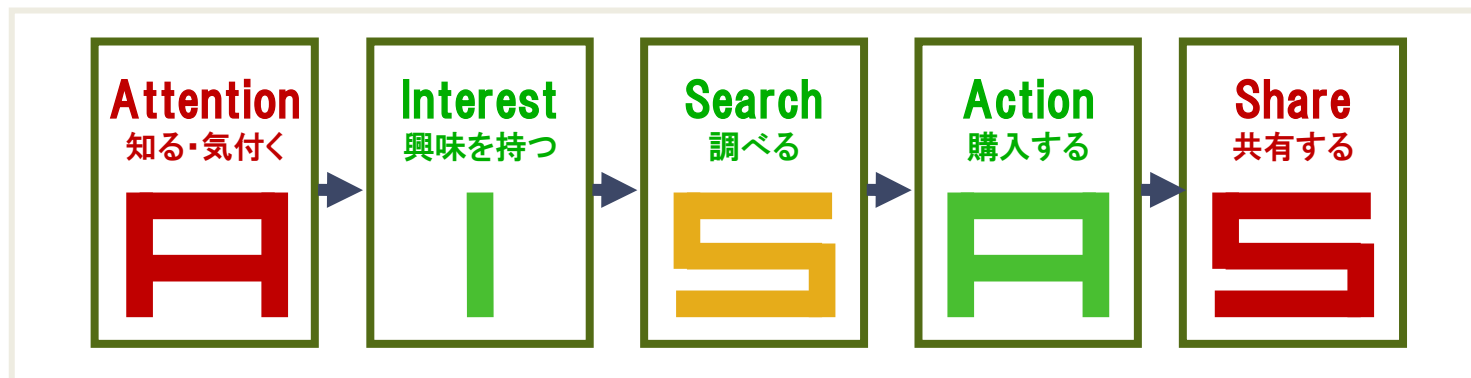 Attention
知る・気付く
A
Interest
興味を持つ
I
Search
調べる
S
Action
購入する
A
Share
共有する
S